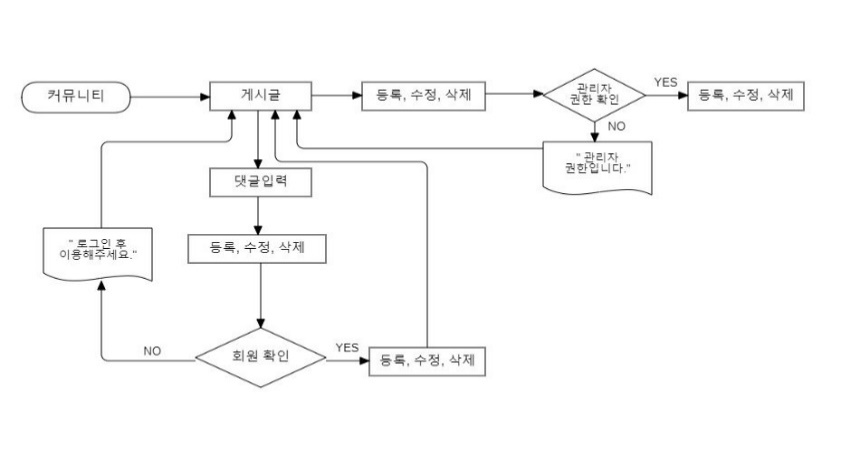 커뮤니티
게시글
등록, 수정, 삭제
관리자
권한 확인
YES
등록, 수정, 삭제
NO
" 관리자
권한입니다."
댓글입력
등록, 수정, 삭제
" 로그인 후
이용해주세요."
회원 확인
NO
YES
등록, 수정, 삭제